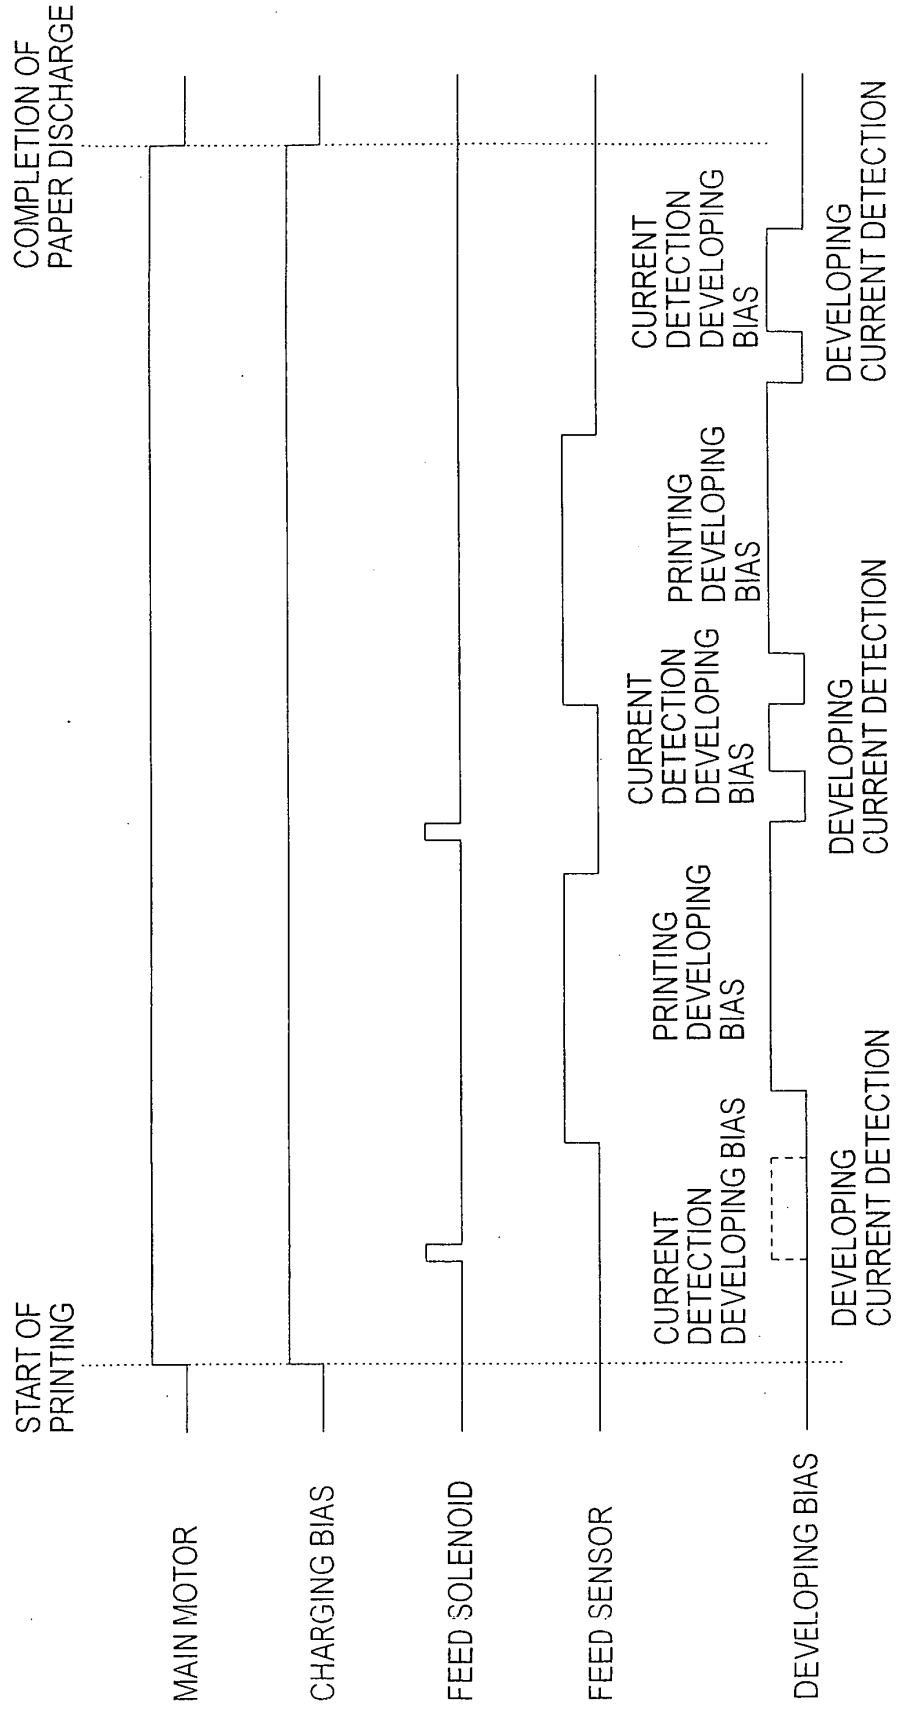 START OF
PRINTING
COMPLETION OF
PAPER DISCHARGE
MAIN MOTOR
CHARGING BIAS
FEED SOLENOID
FEED SENSOR
CURRENT
DETECTION
DEVELOPING BIAS
PRINTING
DEVELOPING
BIAS
CURRENT
DETECTION
DEVELOPING
BIAS
PRINTING
DEVELOPING
BIAS
CURRENT
DETECTION
DEVELOPING
BIAS
DEVELOPING BIAS
DEVELOPING
CURRENT DETECTION
DEVELOPING
CURRENT DETECTION
DEVELOPING
CURRENT DETECTION